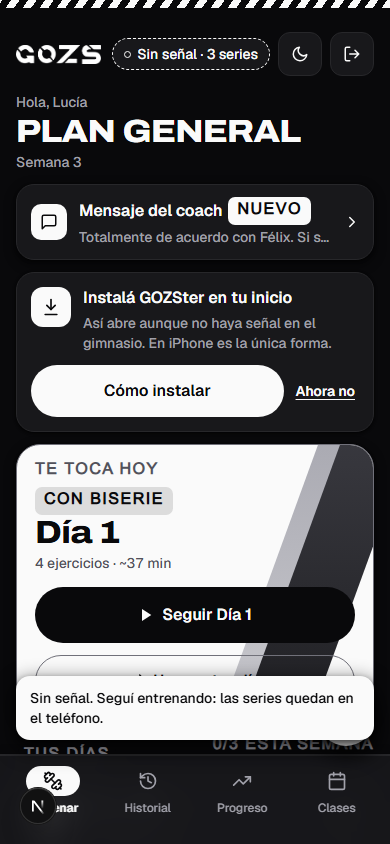 GOZS
Sin señal · 3 series
Hola, Lucía
PLAN GENERAL
Semana 3
Mensaje del coach NUEVO
Totalmente de acuerdo con Félix. Si s...
Instalá GOZSter en tu inicio
Así abre aunque no haya señal en el
gimnasio. En iPhone es la única forma.
Cómo instalar
Ahora no
TE TOCA HOY
CON BISERIE
Día 1
4 ejercicios · ~37 min
Seguir Día 1
Sin señal. Seguí entrenando: las series quedan en
el teléfono.
TUS DÍAS
0/3 ESTA SEMANA
N
enar
Historial
Progreso
Clases